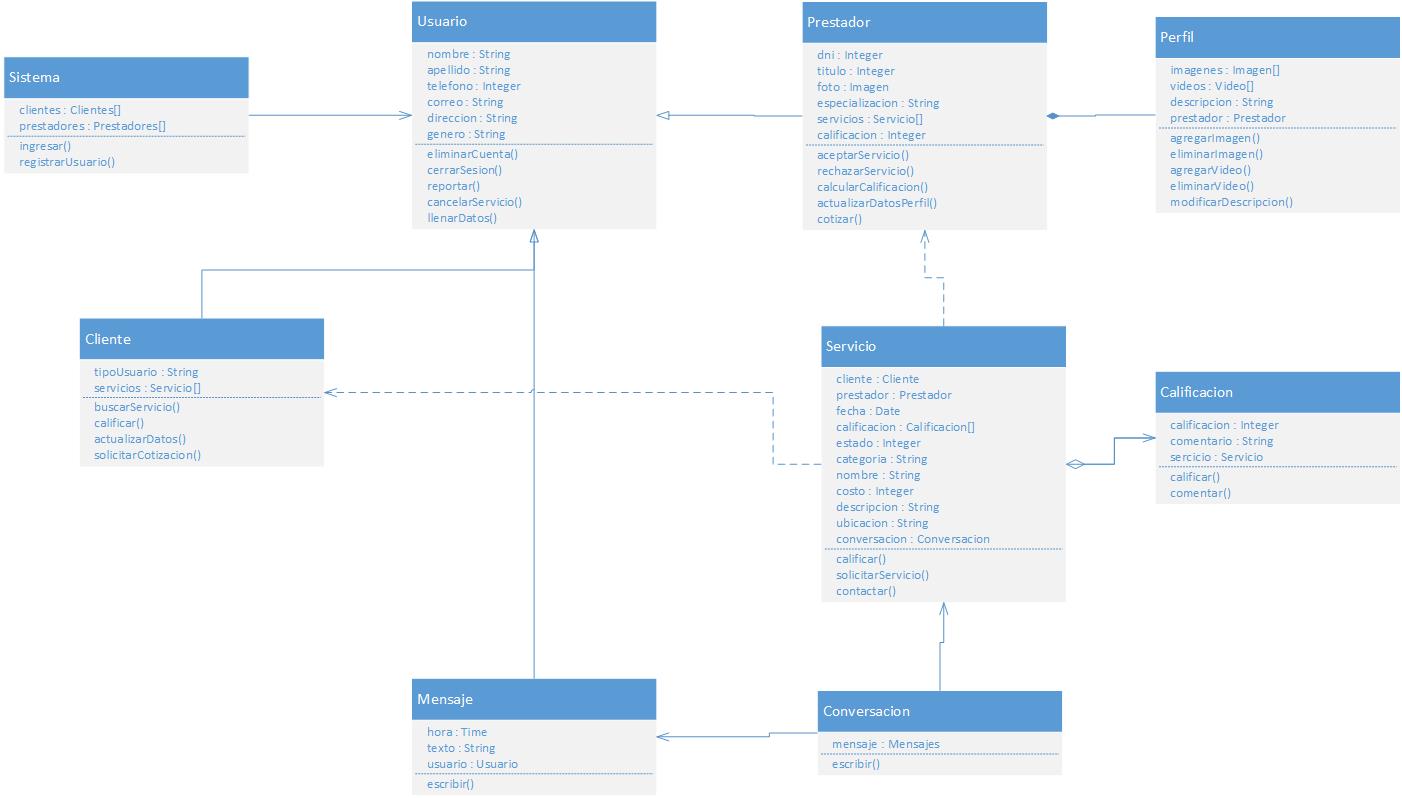 Sistema
clientes : Clientes[]
prestadores : Prestadores[]
ingresar()
registrarUsuario()
Usuario
nombre : String
apellido : String
telefono : Integer
correo : String
direccion : String
genero : String
eliminarCuenta()
cerrarSesion()
reportar()
cancelarServicio()
llenarDatos()
Prestador
dni : Integer
titulo : Integer
foto : Imagen
especializacion : String
servicios : Servicio[]
calificacion : Integer
aceptarServicio()
rechazarServicio()
calcularCalificacion()
actualizarDatosPerfil()
cotizar()
Perfil
imagenes : Imagen[]
videos : Video[]
descripcion : String
prestador : Prestador
agregarImagen()
eliminarImagen()
agregarVideo()
eliminarVideo()
modificarDescripcion()
Cliente
tipoUsuario : String
servicios : Servicio[]
buscarServicio()
calificar()
actualizarDatos()
solicitarCotizacion()
Servicio
cliente : Cliente
prestador : Prestador
fecha : Date
calificacion : Calificacion[]
estado : Integer
categoria : String
nombre : String
costo : Integer
descripcion : String
ubicacion : String
conversacion : Conversacion
calificar()
solicitarServicio()
contactar()
Calificacion
calificacion : Integer
comentario : String
sercicio : Servicio
calificar()
comentar()
Mensaje
hora : Time
texto : String
usuario : Usuario
escribir()
Conversacion
mensaje : Mensajes
escribir()